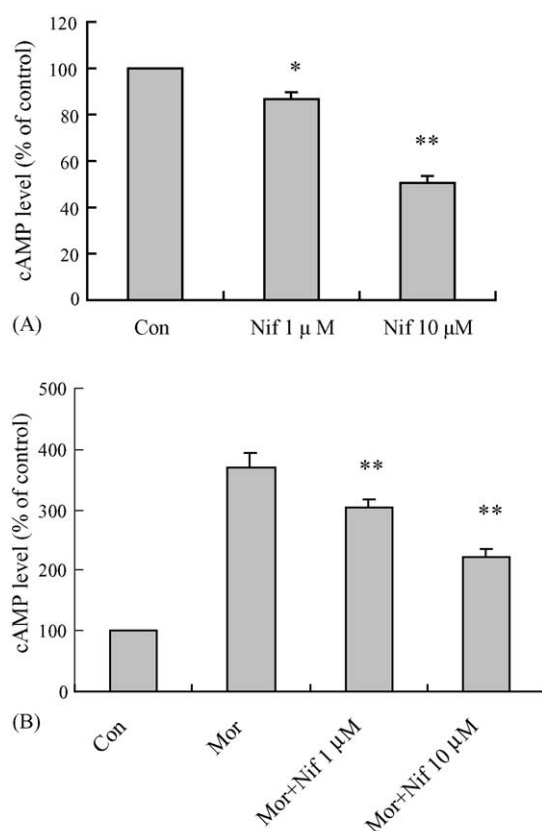 cAMP level (% of control)
120
100
80
60
40
20
0
*
**
Con
Nif 1 μ M
Nif 10 μM
(A)
cAMP level (% of control)
500
400
300
200
100
0
**
**
Con
Mor
Mor+Nif 1 μM
Mor+Nif 10 μM
(B)